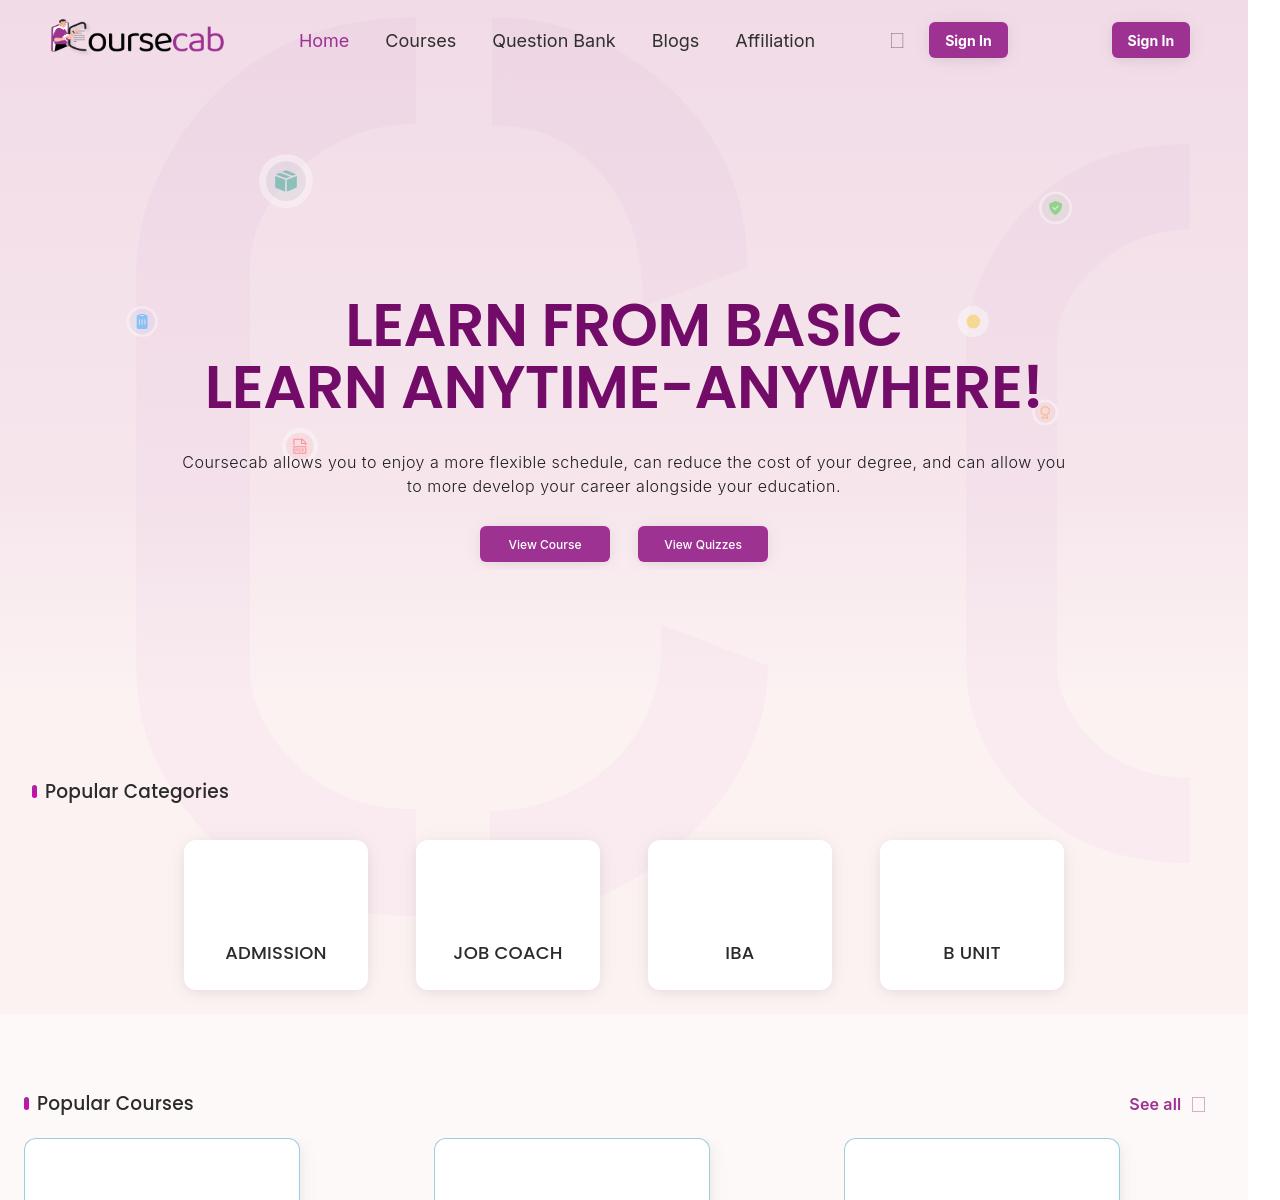 Coursecab
Home
Courses
Question Bank
Blogs
Affiliation
Sign In
Sign In
LEARN FROM BASIC
LEARN ANYTIME-ANYWHERE!
Coursecab allows you to enjoy a more flexible schedule, can reduce the cost of your degree, and can allow you
to more develop your career alongside your education.
View Course
View Quizzes
Popular Categories
ADMISSION
JOB COACH
IBA
B UNIT
Popular Courses
See all